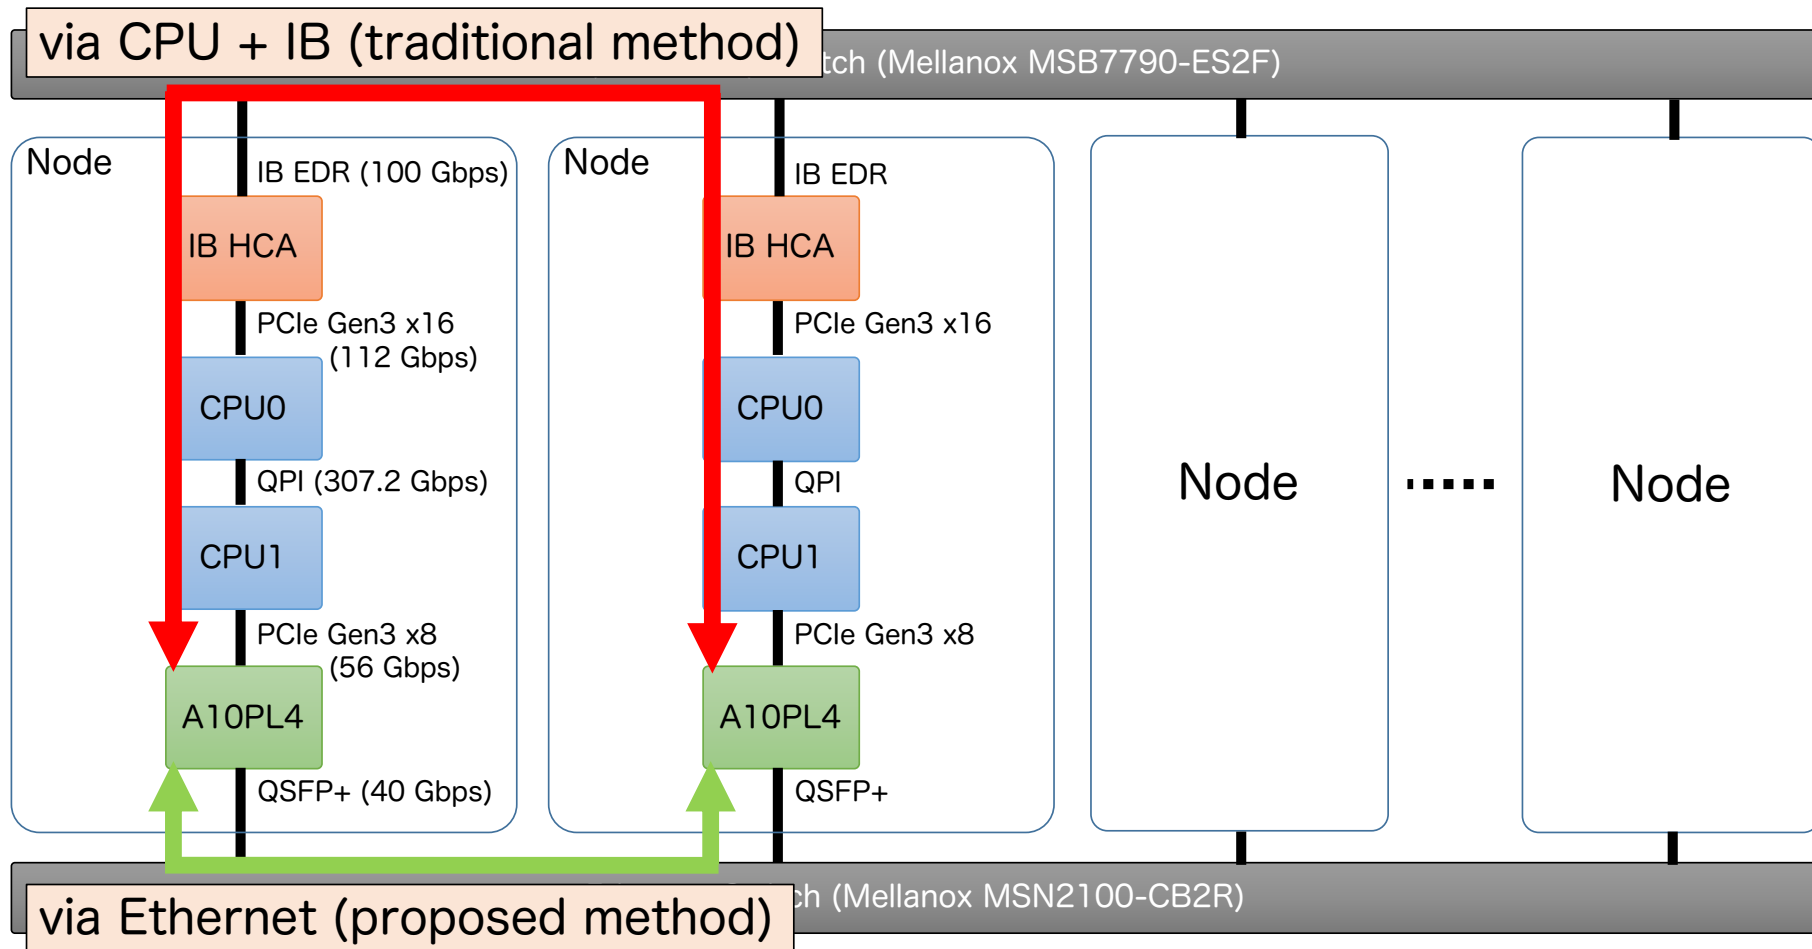 via CPU + IB (traditional method)
tch (Mellanox MSB7790-ES2F)
Node
IB EDR (100 Gbps)
IB HCA
PCIe Gen3 x16
(112 Gbps)
CPU0
QPI (307.2 Gbps)
CPU1
PCIe Gen3 x8
(56 Gbps)
A10PL4
QSFP+ (40 Gbps)
Node
IB EDR
IB HCA
PCIe Gen3 x16
CPU0
QPI
CPU1
PCIe Gen3 x8
A10PL4
QSFP+
Node
Node
via Ethernet (proposed method)
ch (Mellanox MSN2100-CB2R)